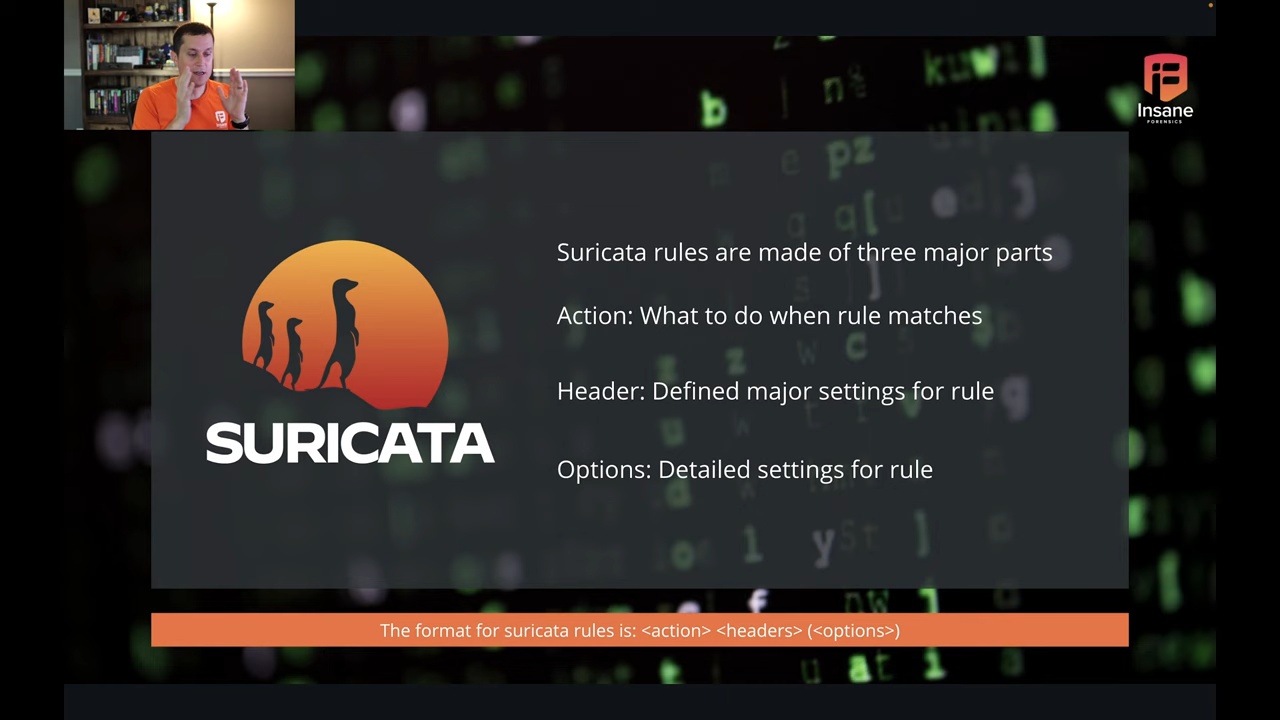 Insane
FORENSICS
Suricata rules are made of three major parts
Action: What to do when rule matches
Header: Defined major settings for rule
Options: Detailed settings for rule
SURICATA
The format for suricata rules is: <action> <headers> (<options>)